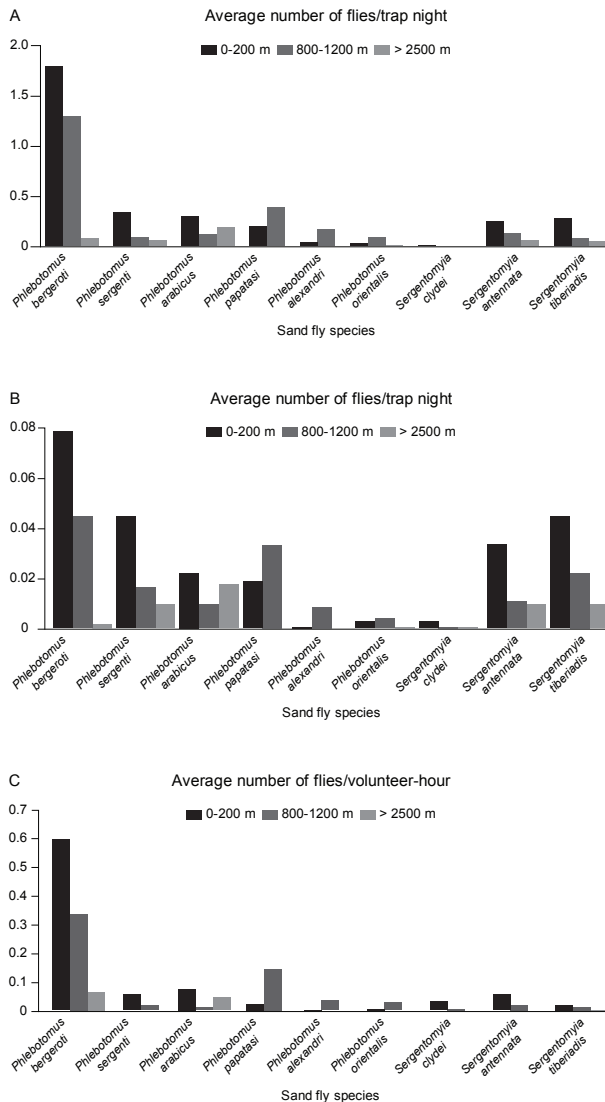 A
Average number of flies/trap night
0-200 m 800-1200 m > 2500 m
2.0
1.5
1.0
0.5
0
Phlebotomus
bergeroti
Phlebotomus
sergenti
Phlebotomus
arabicus
Phlebotomus
papatasi
Phlebotomus
alexandri
Phlebotomus
orientalis
Sergentomyia
clydei
Sergentomyia
antennata
Sergentomyia
tiberiadis
Sand fly species
B
Average number of flies/trap night
0-200 m 800-1200 m > 2500 m
0.08
0.06
0.04
0.02
0
Phlebotomus
bergeroti
Phlebotomus
sergenti
Phlebotomus
arabicus
Phlebotomus
papatasi
Phlebotomus
alexandri
Phlebotomus
orientalis
Sergentomyia
clydei
Sergentomyia
antennata
Sergentomyia
tiberiadis
Sand fly species
C
Average number of flies/volunteer-hour
0-200 m 800-1200 m > 2500 m
0.7
0.6
0.5
0.4
0.3
0.2
0.1
0
Phlebotomus
bergeroti
Phlebotomus
sergenti
Phlebotomus
arabicus
Phlebotomus
papatasi
Phlebotomus
alexandri
Phlebotomus
orientalis
Sergentomyia
clydei
Sergentomyia
antennata
Sergentomyia
tiberiadis
Sand fly species